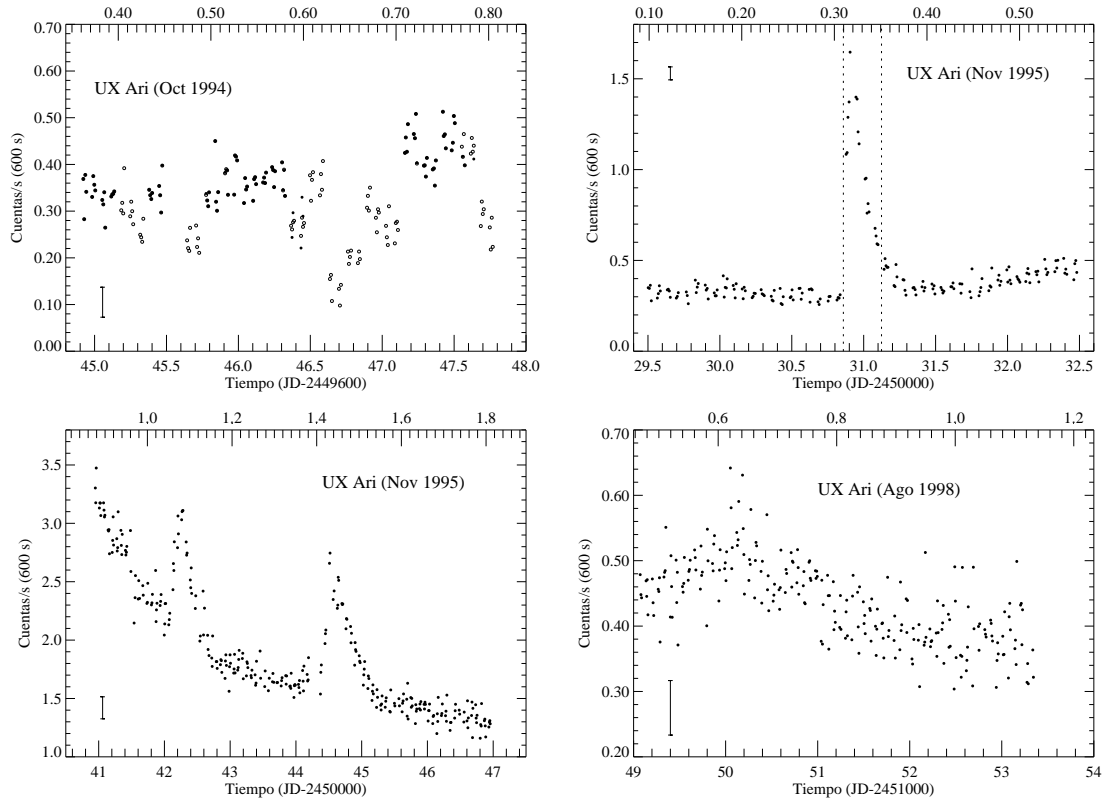 0.40 0.50 0.60 0.70 0.80
0.70
0.60
0.50
0.40
0.30
0.20
0.10
0.00
Cuentas/s (600 s)
UX Ari (Oct 1994)
45.0 45.5 46.0 46.5 47.0 47.5 48.0
Tiempo (JD-2449600)
0.10 0.20 0.30 0.40 0.50
1.5
1.0
0.5
0.0
Cuentas/s (600 s)
UX Ari (Nov 1995)
29.5 30.0 30.5 31.0 31.5 32.0 32.5
Tiempo (JD-2450000)
1.0 1.2 1.4 1.6 1.8
3.5
3.0
2.5
2.0
1.5
1.0
Cuentas/s (600 s)
UX Ari (Nov 1995)
41 42 43 44 45 46 47
Tiempo (JD-2450000)
0.6 0.8 1.0 1.2
0.70
0.60
0.50
0.40
0.30
0.20
Cuentas/s (600 s)
UX Ari (Ago 1998)
49 50 51 52 53 54
Tiempo (JD-2451000)